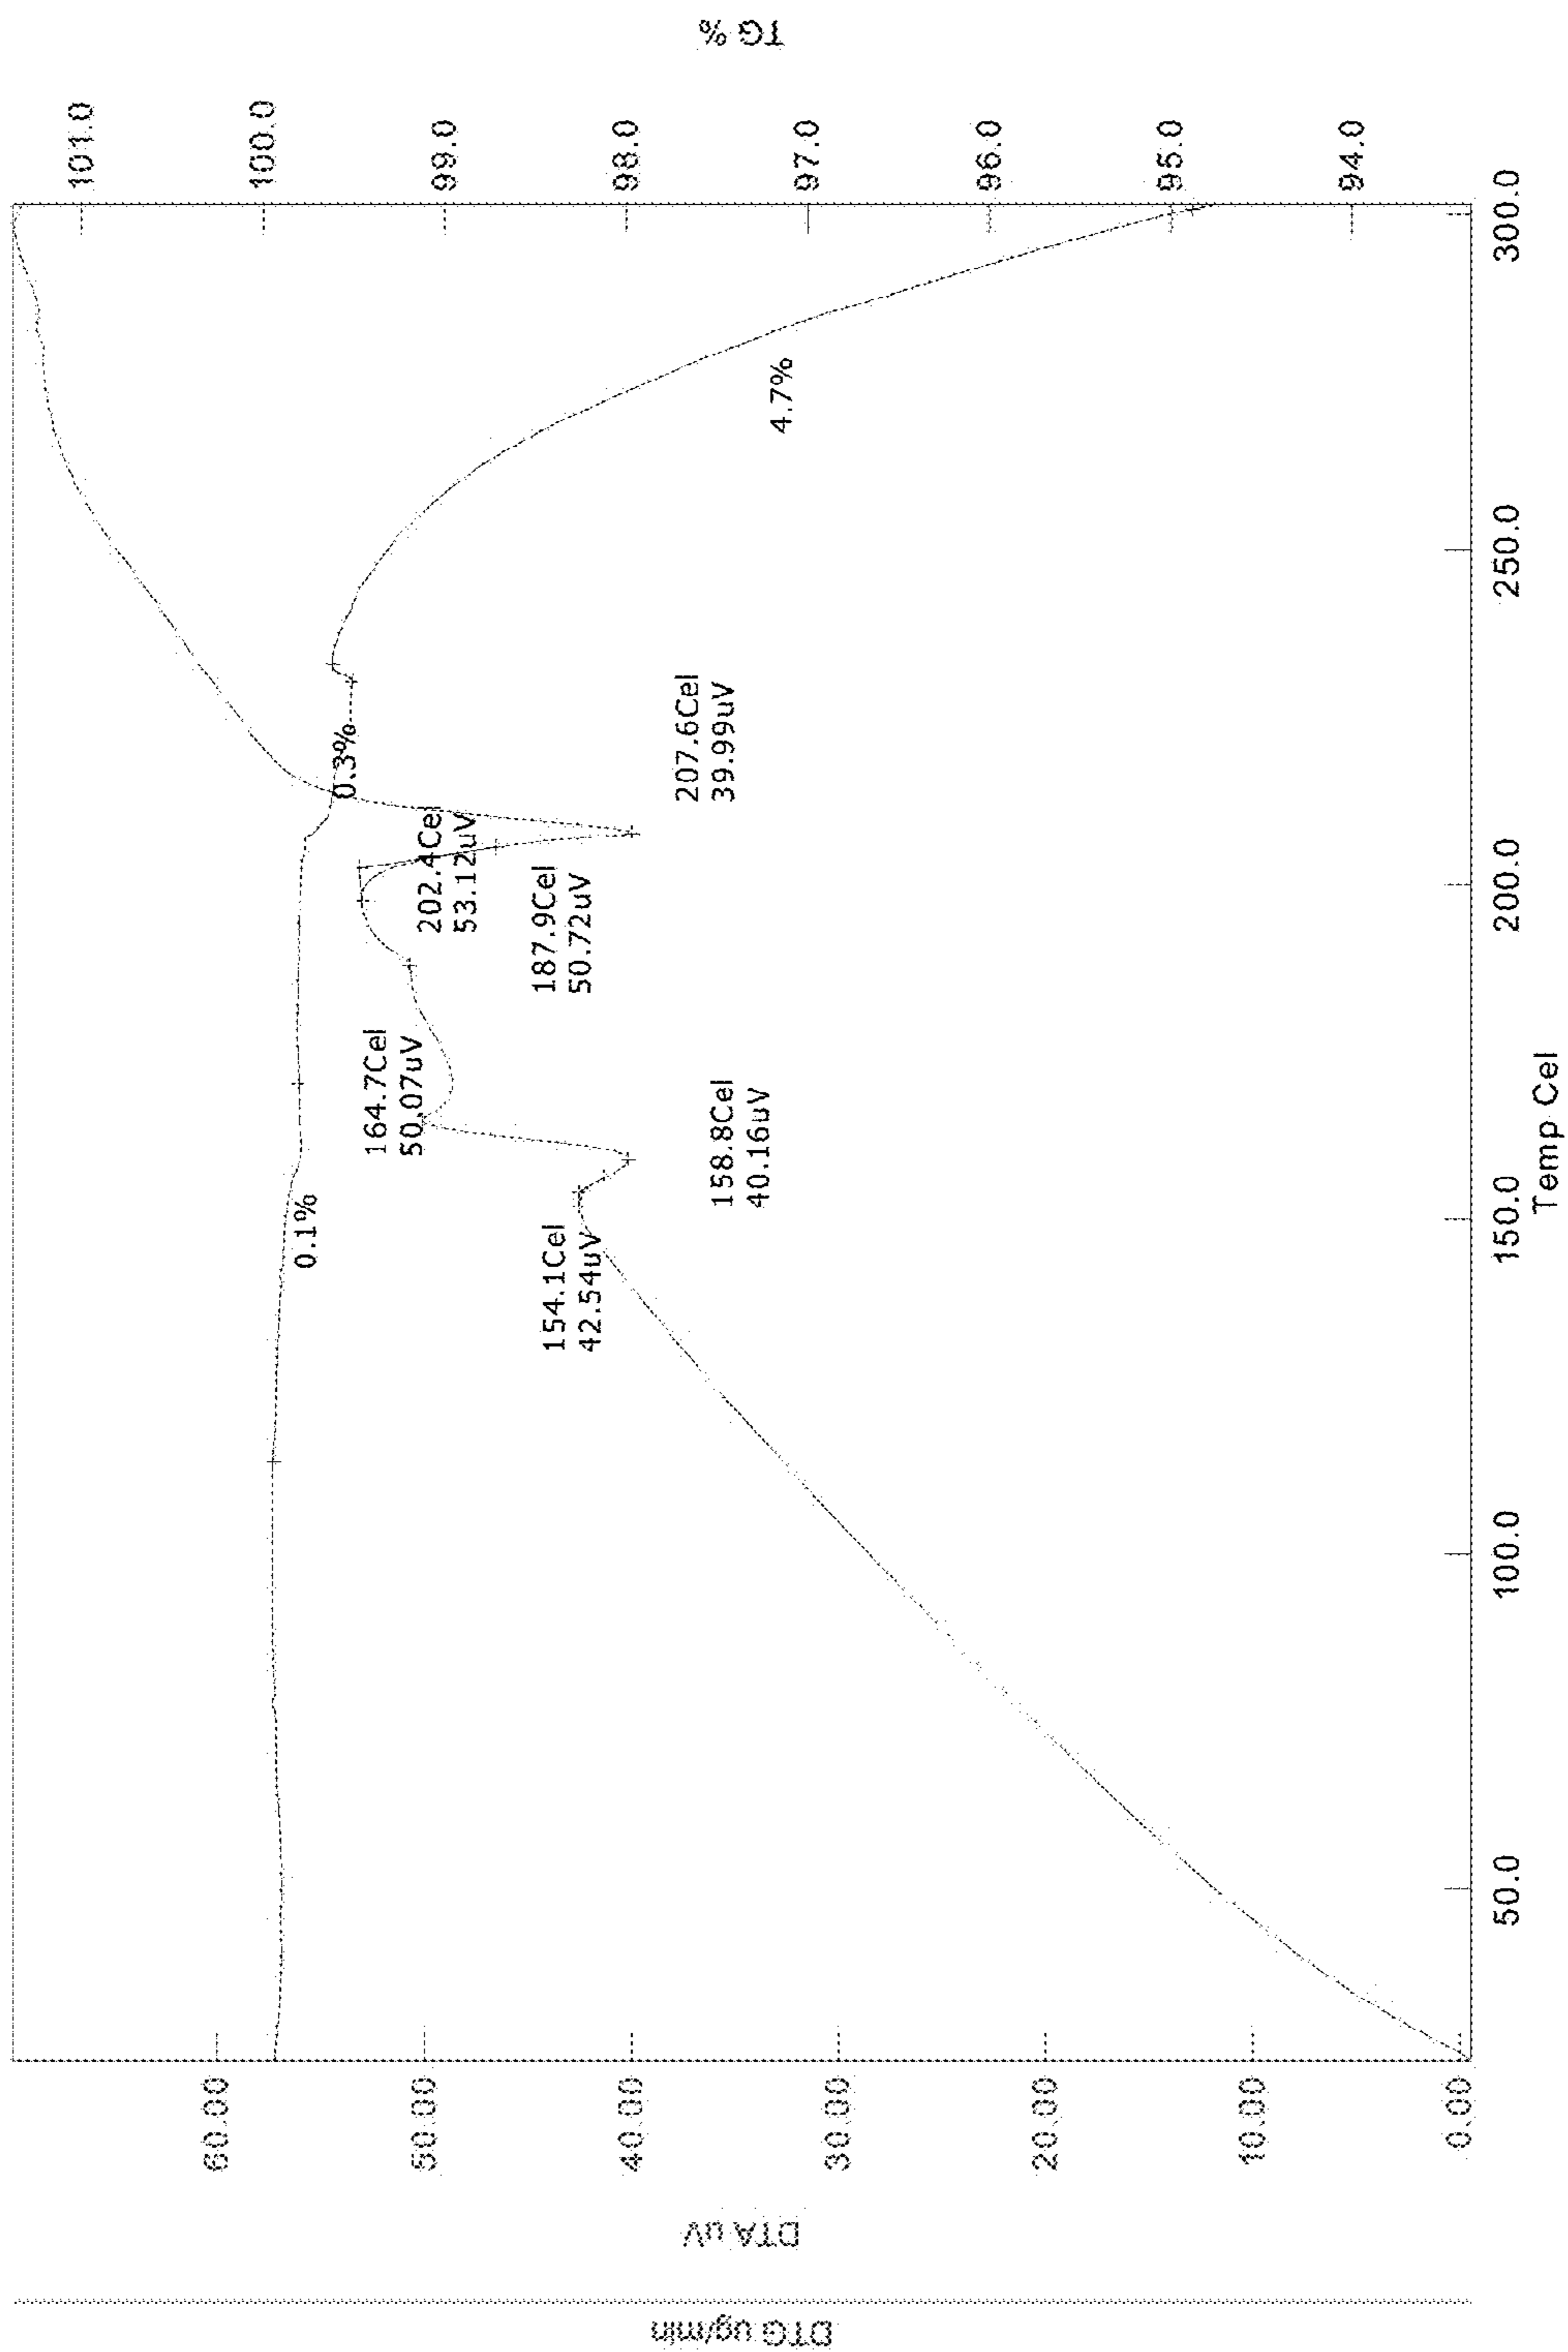 DTG ug/min
DTA uV
60.00
50.00
40.00
30.00
20.00
10.00
0.00
TG %
101.0
100.0
99.0
98.0
97.0
96.0
95.0
94.0
0.1%
0.3%
4.7%
154.1Cel
42.54uV
158.8Cel
40.16uV
164.7Cel
50.07uV
187.9Cel
50.72uV
202.4Cel
53.12uV
207.6Cel
39.99uV
50.0
100.0
150.0
200.0
250.0
300.0
Temp Cel